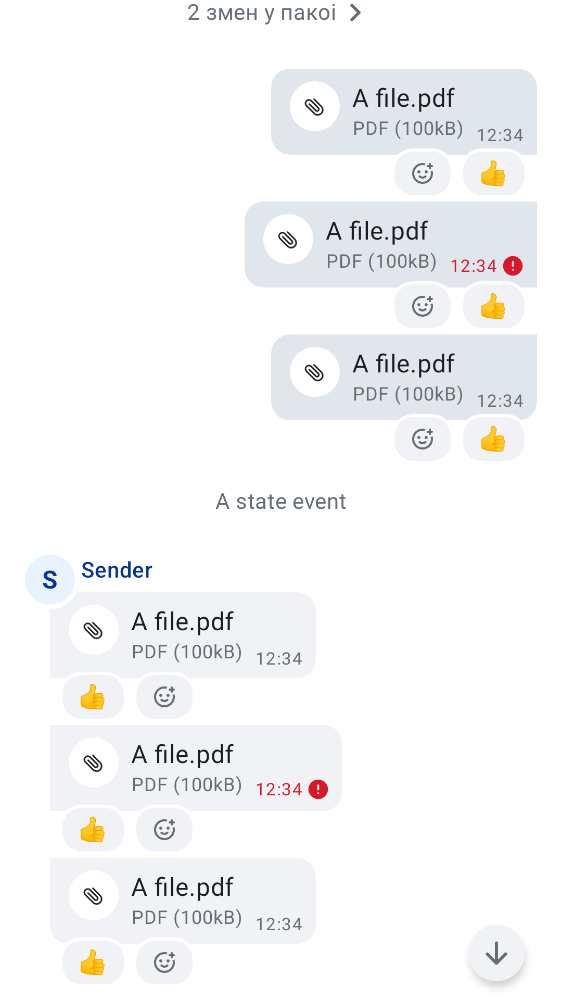 2 змен у пакоі
A file.pdf
PDF (100kB) 12:34
A file.pdf
PDF (100kB) 12:34
A file.pdf
PDF (100kB) 12:34
A state event
S Sender
A file.pdf
PDF (100kB) 12:34
A file.pdf
PDF (100kB) 12:34
A file.pdf
PDF (100kB) 12:34